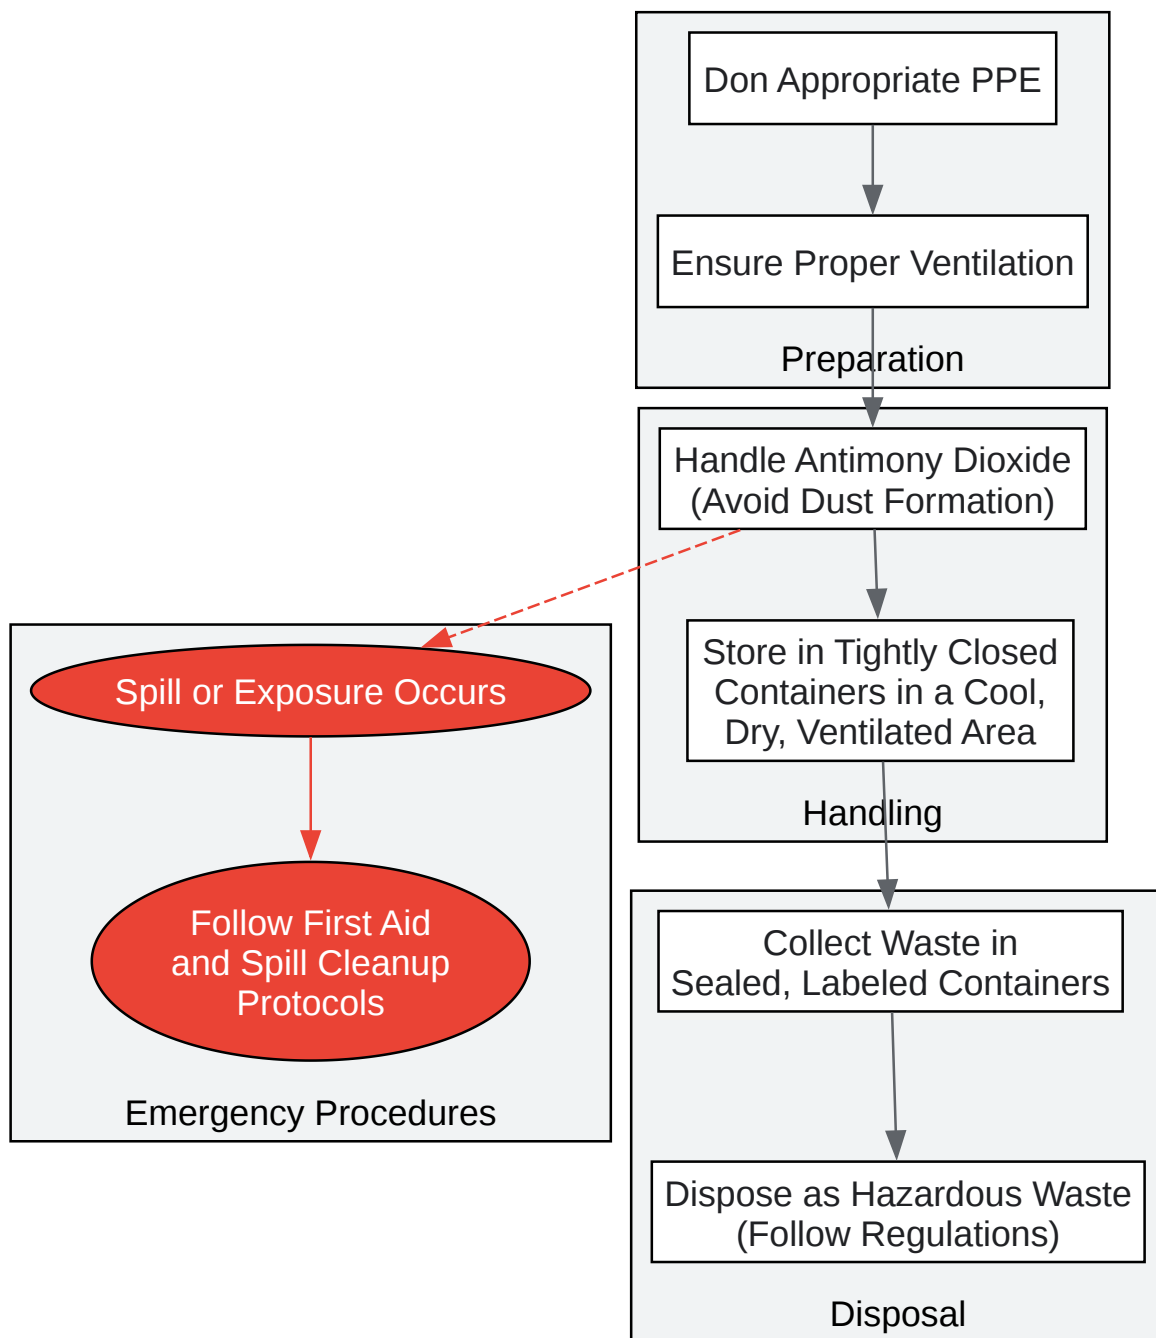 Don Appropriate PPE
Ensure Proper Ventilation
Preparation
Handle Antimony Dioxide
(Avoid Dust Formation)
Store in Tightly Closed
Containers in a Cool,
Dry, Ventilated Area
Handling
Spill or Exposure Occurs
Follow First Aid
and Spill Cleanup
Protocols
Emergency Procedures
Collect Waste in
Sealed, Labeled Containers
Dispose as Hazardous Waste
(Follow Regulations)
Disposal